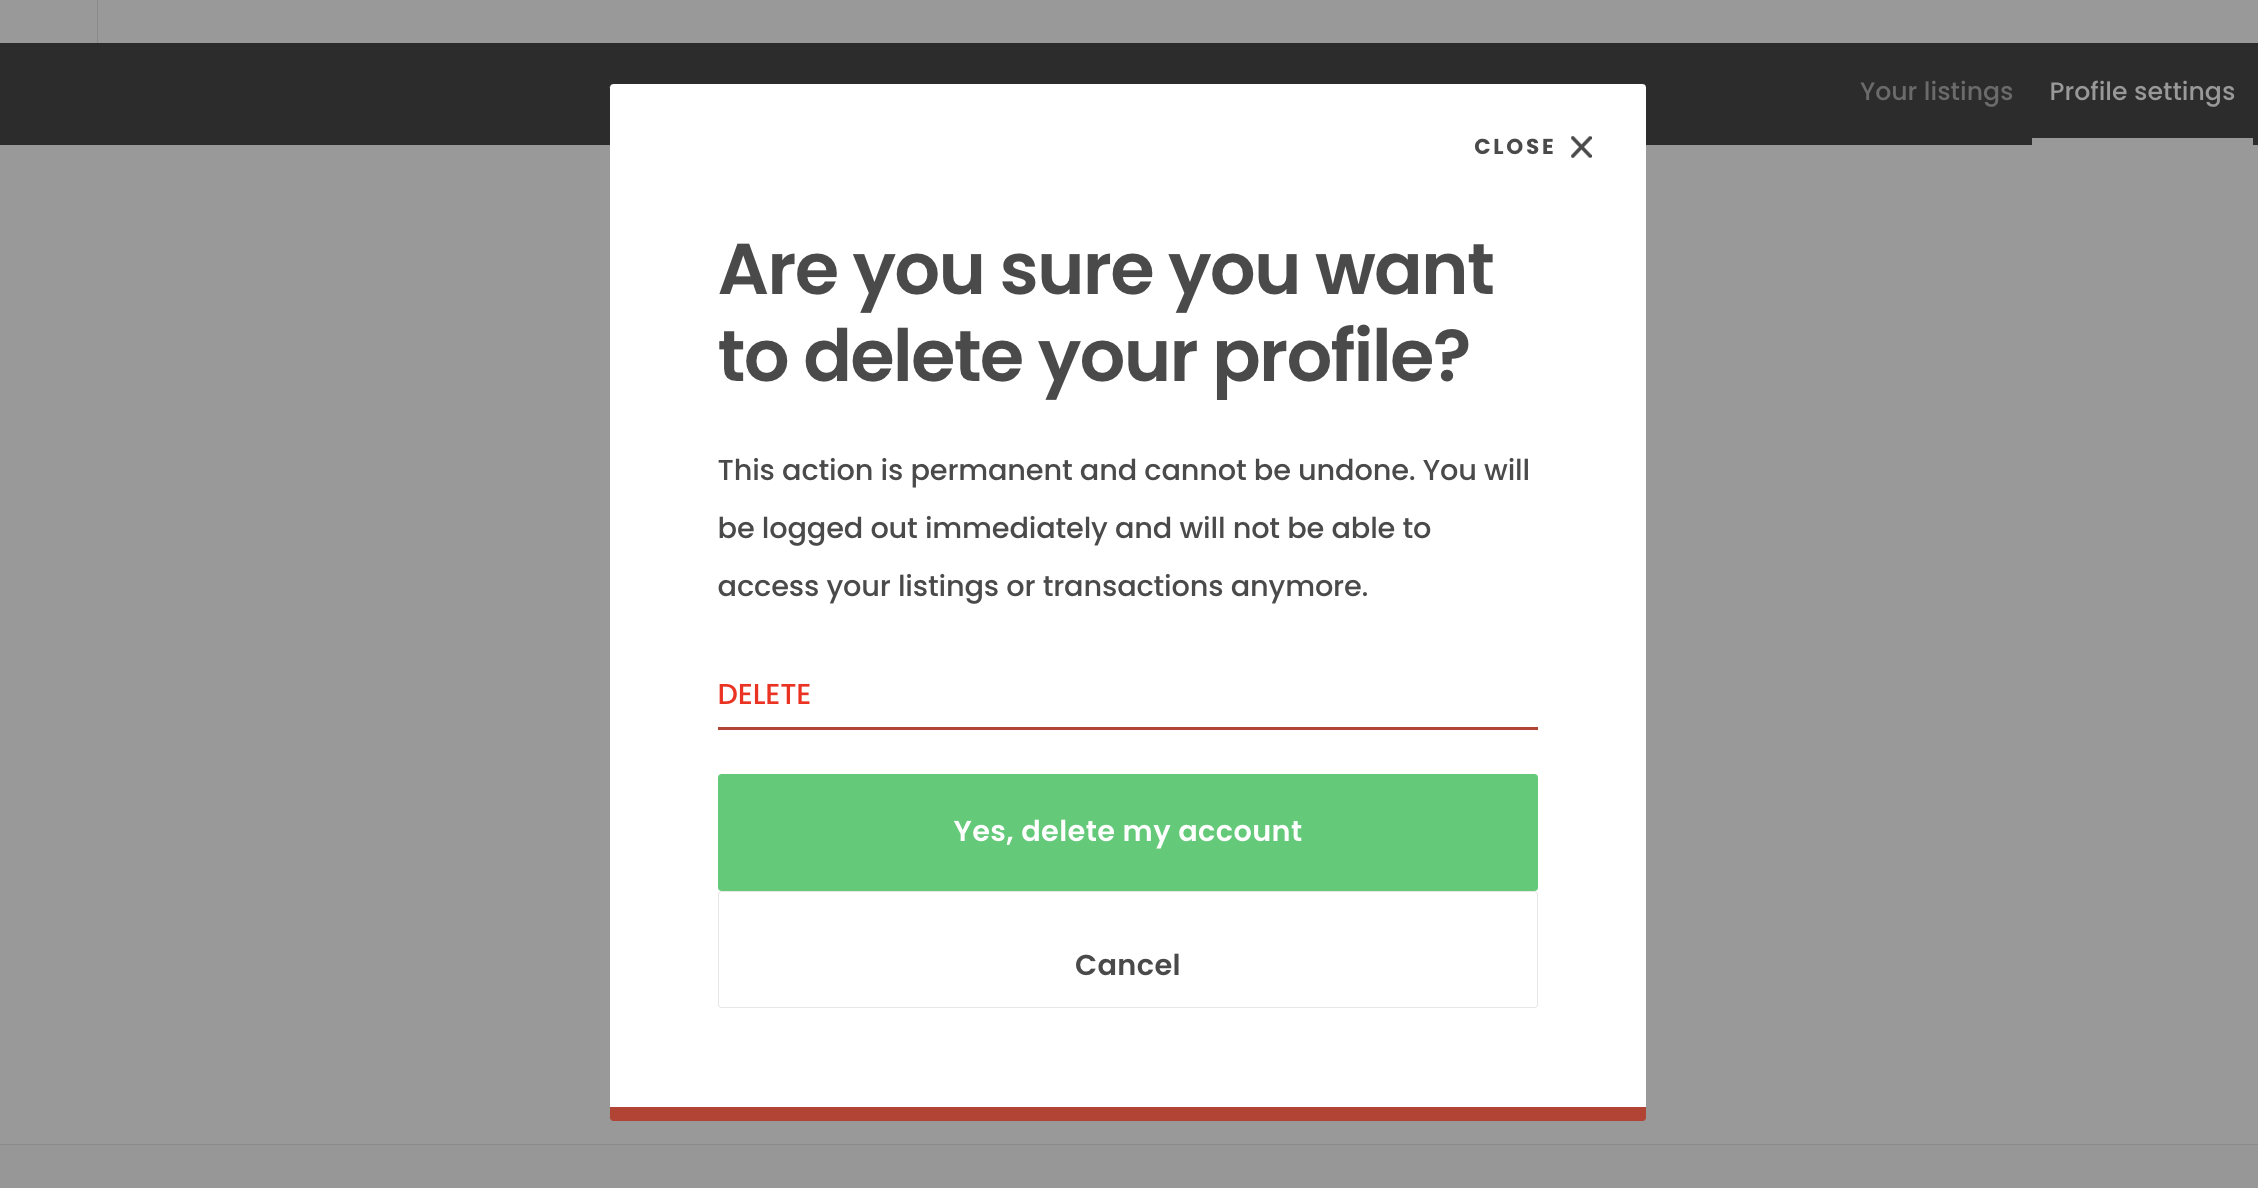 Your listings Profile settings
CLOSE
Are you sure you want
to delete your profile?
This action is permanent and cannot be undone. You will
be logged out immediately and will not be able to
access your listings or transactions anymore.
DELETE
Yes, delete my account
Cancel